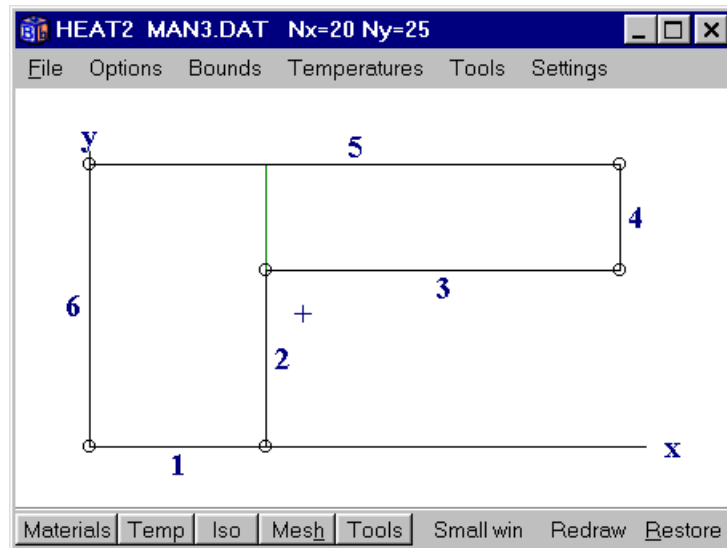 HEAT2 MAN3.DAT Nx=20 Ny=25
File Options Bounds Temperatures Tools Settings
y
5
4
3
6
2
1
x
Materials Temp Iso Mesh Tools Small win Redraw Restore